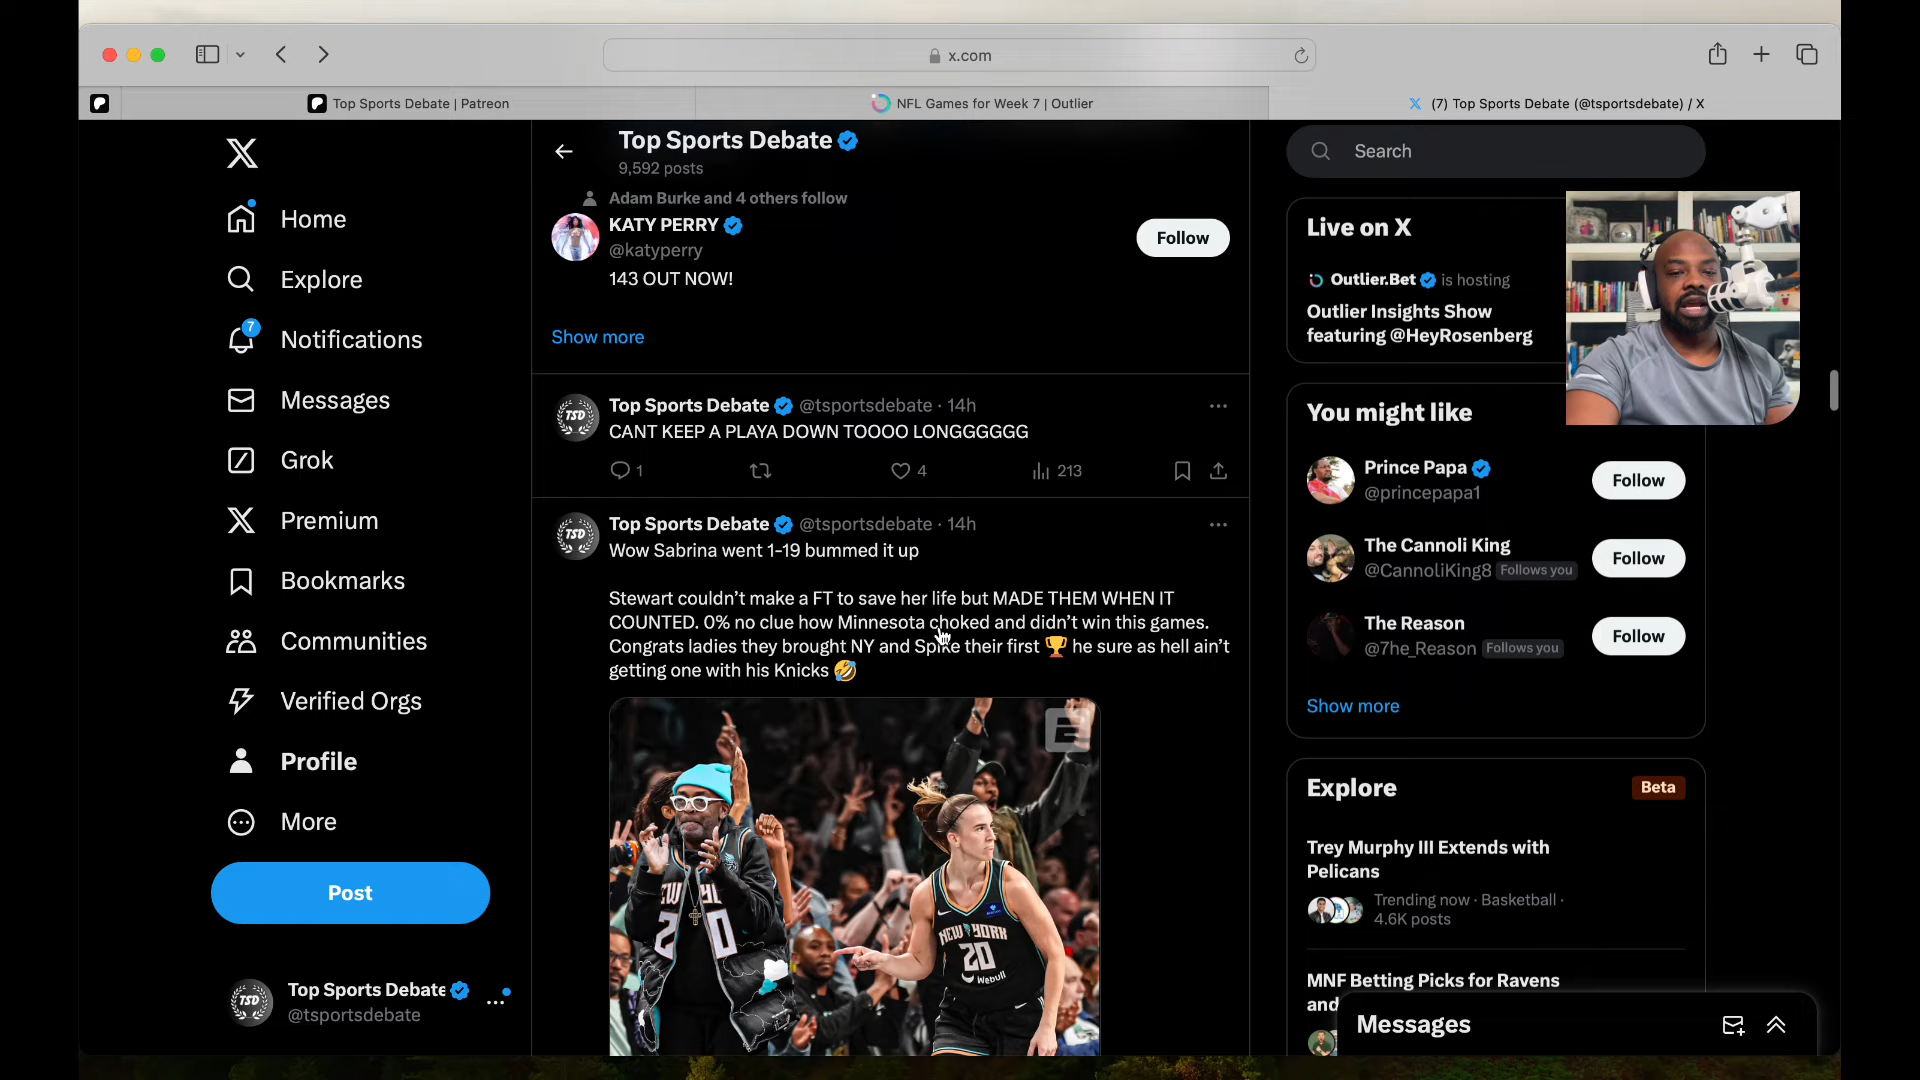 x.com
Top Sports Debate | Patreon
NFL Games for Week 7 | Outlier
(7) Top Sports Debate (@tsportsdebate) / X
Top Sports Debate
9,592 posts
Adam Burke and 4 others follow
KATY PERRY
@katyperry
143 OUT NOW!
Follow
Show more
Top Sports Debate @tsportsdebate · 14h
CANT KEEP A PLAYA DOWN TOOOO LONGGGGGG
1
4
213
Top Sports Debate @tsportsdebate · 14h
Wow Sabrina went 1-19 bummed it up
Stewart couldn't make a FT to save her life but MADE THEM WHEN IT
COUNTED. 0% no clue how Minnesota choked and didn't win this games.
Congrats ladies they brought NY and Spike their first 🏆 he sure as hell ain't
getting one with his Knicks 🤣
NEW YORK
20
Webull
Home
Explore
7
Notifications
Messages
Grok
Premium
Bookmarks
Communities
Verified Orgs
Profile
More
Post
TSD
Top Sports Debate
@tsportsdebate
Search
Live on X
Outlier.Bet is hosting
Outlier Insights Show
featuring @HeyRosenberg
You might like
Prince Papa
@princepapa1
Follow
The Cannoli King
@CannoliKing8 Follows you
Follow
The Reason
@7he_Reason Follows you
Follow
Show more
Explore
Beta
Trey Murphy III Extends with
Pelicans
Trending now · Basketball ·
4.6K posts
MNF Betting Picks for Ravens
and
Messages